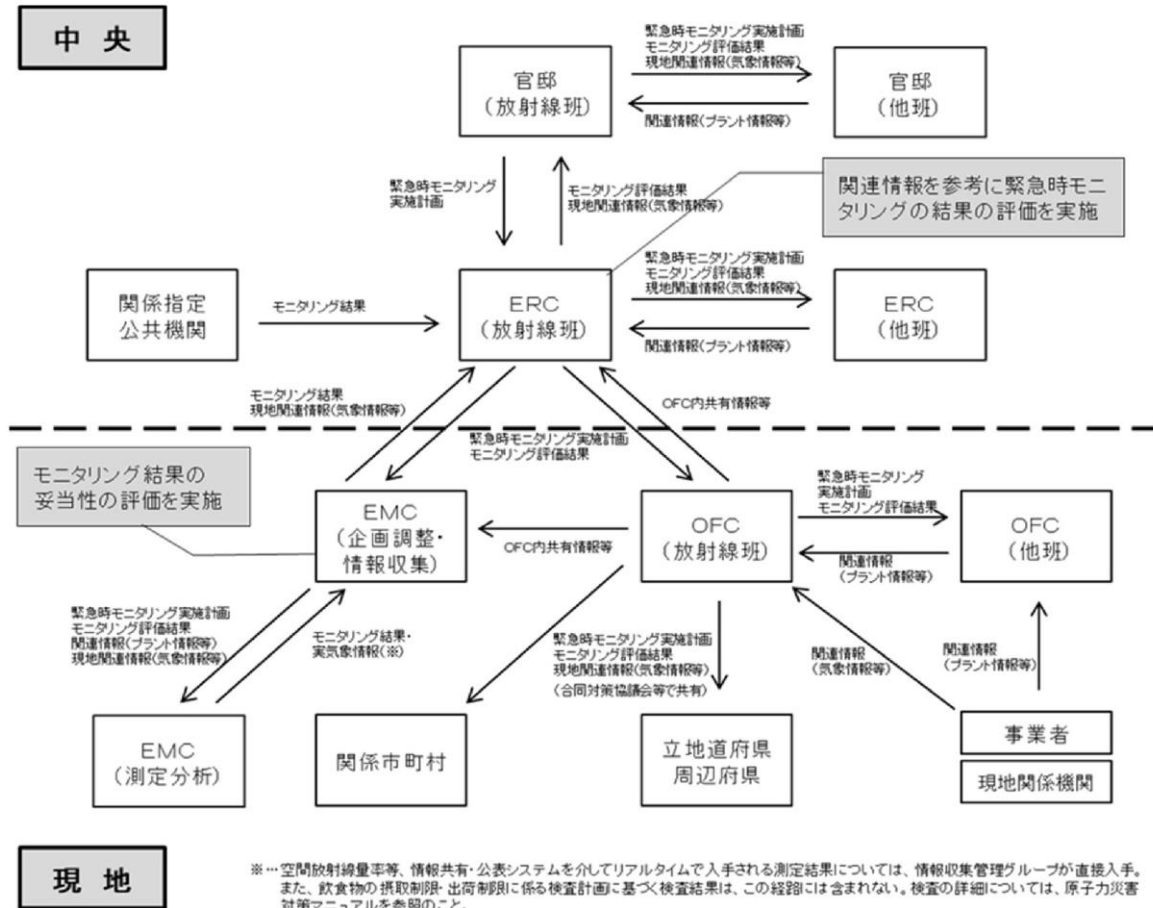 中 央
緊急時モニタリング実施計画
モニタリング評価結果
現地関連情報(気象情報等)
官邸
(放射線班)
官邸
(他班)
関連情報(プラント情報等)
緊急時モニタリング
実施計画
モニタリング評価結果
現地関連情報(気象情報等)
関連情報を参考に緊急時モニ
タリングの結果の評価を実施
緊急時モニタリング実施計画
モニタリング評価結果
現地関連情報(気象情報等)
関係指定
公共機関
モニタリング結果
ERC
(放射線班)
ERC
(他班)
関連情報(プラント情報等)
モニタリング結果
現地関連情報(気象情報等)
OFC内共有情報等
緊急時モニタリング実施計画
モニタリング評価結果
モニタリング結果の
妥当性の評価を実施
EMC
(企画調整・
情報収集)
OFC内共有情報等
OFC
(放射線班)
緊急時モニタリング
実施計画
モニタリング評価結果
OFC
(他班)
関連情報
(プラント情報等)
緊急時モニタリング実施計画
モニタリング評価結果
関連情報(プラント情報等)
現地関連情報(気象情報等)
モニタリング結果・
実気象情報(※)
緊急時モニタリング実施計画
モニタリング評価結果
現地関連情報(気象情報等)
(合同対策協議会等で共有)
関連情報
(気象情報等)
関連情報
(プラント情報等)
EMC
(測定分析)
関係市町村
立地道府県
周辺府県
事業者
現地関係機関
現 地
※…空間放射線量率等、情報共有・公表システムを介してリアルタイムで入手される測定結果については、情報収集管理グループが直接入手。
また、飲食物の摂取制限・出荷制限に係る検査計画に基づく検査結果は、この経路には含まれない。検査の詳細については、原子力災害
対策マニュアルを参照のこと。